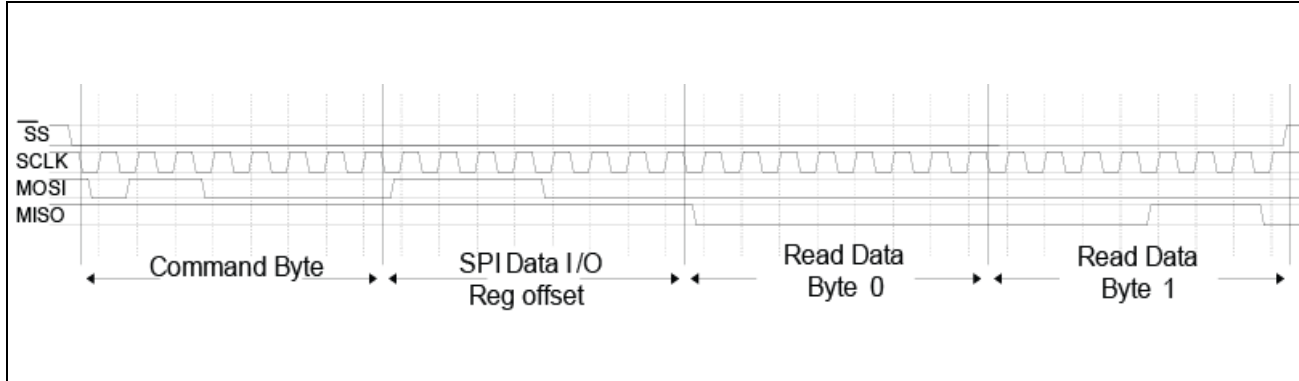 SS
SCLK
MOSI
MISO
Command Byte
SPI Data I/O
Reg offset
Read Data
Byte 0
Read Data
Byte 1